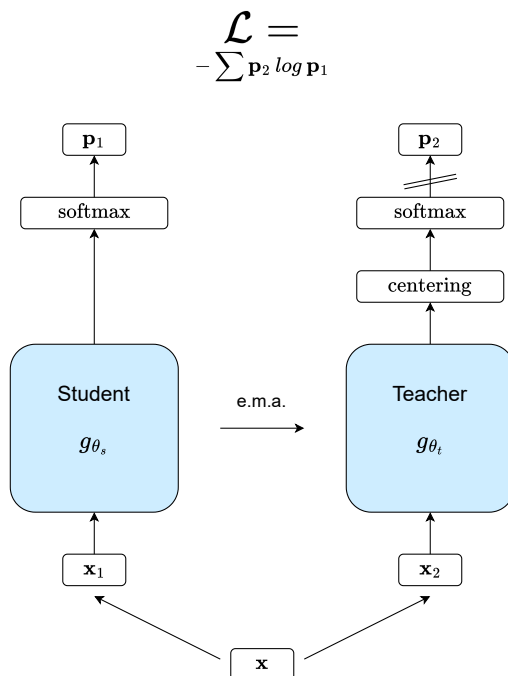 𝓛 =
− ∑ p₂ log p₁
p₁ p₂
softmax softmax
centering
Student e.m.a. Teacher
g_θₛ g_θₜ
x₁ x₂
x